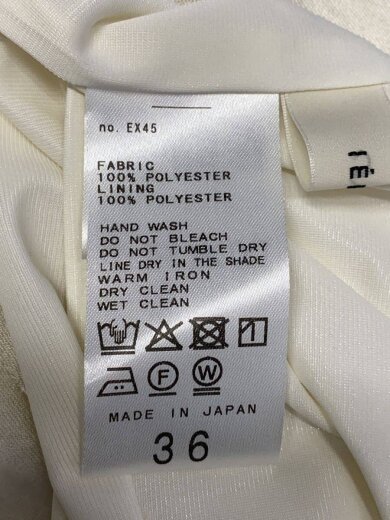 no. EX45
FABRIC
100% POLYESTER
LINING
100% POLYESTER
HAND WASH
DO NOT BLEACH
DO NOT TUMBLE DRY
LINE DRY IN THE SHADE
WARM IRON
DRY CLEAN
WET CLEAN
F W
MADE IN JAPAN
36